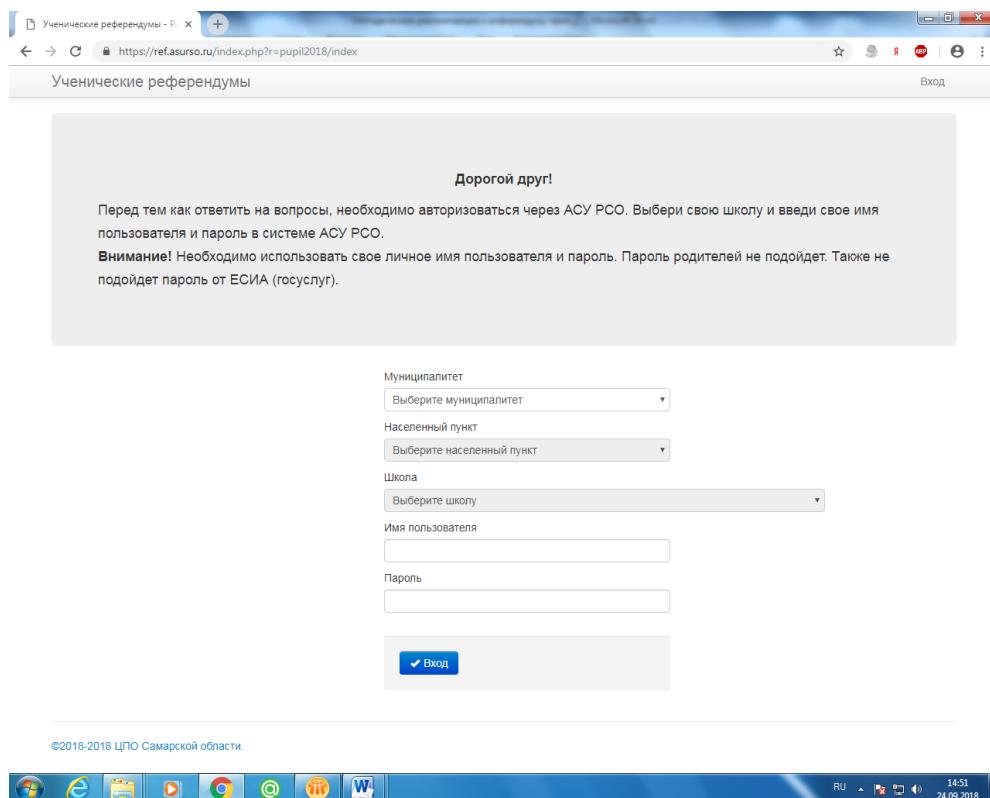 Ученические референдумы - Р
https://ref.asurso.ru/index.php?r=pupil2018/index
Я
ABP
Ученические референдумы
Вход
Дорогой друг!
Перед тем как ответить на вопросы, необходимо авторизоваться через АСУ РСО. Выбери свою школу и введи свое имя
пользователя и пароль в системе АСУ РСО.
Внимание! Необходимо использовать свое личное имя пользователя и пароль. Пароль родителей не подойдет. Также не
подойдет пароль от ЕСИА (госуслуг).
Муниципалитет
Выберите муниципалитет
Населенный пункт
Выберите населенный пункт
Школа
Выберите школу
Имя пользователя
Пароль
Вход
©2018-2018 ЦПО Самарской области.
RU
14:51
24.09.2018